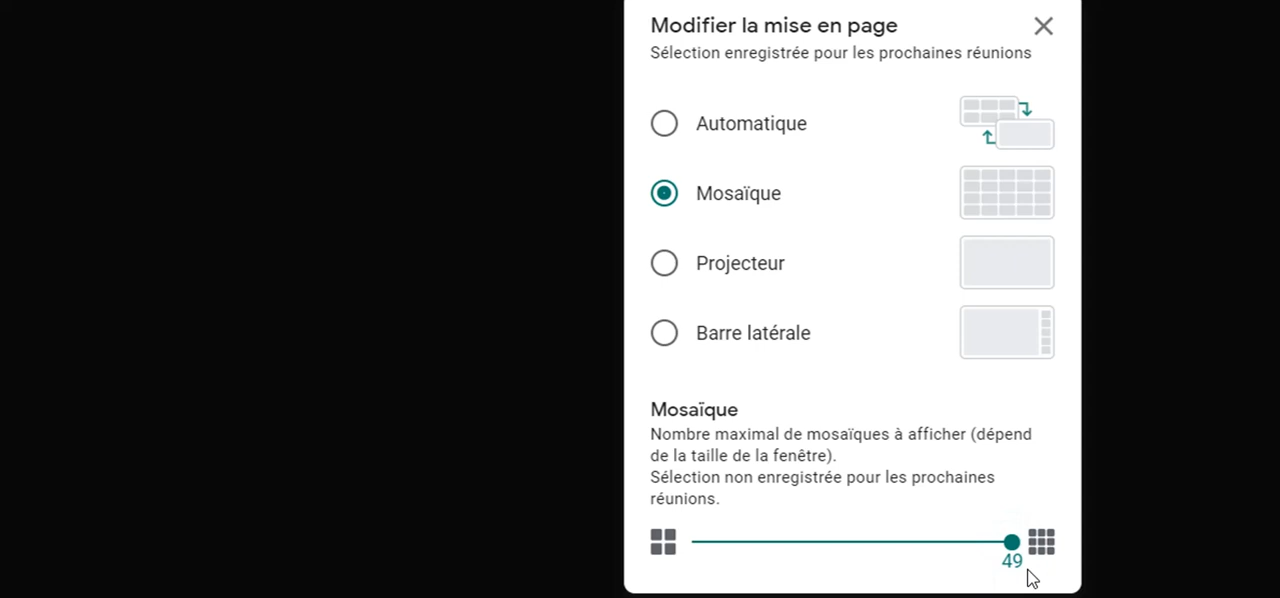 Modifier la mise en page
Sélection enregistrée pour les prochaines réunions
Automatique
Mosaïque
Projecteur
Barre latérale
Mosaïque
Nombre maximal de mosaïques à afficher (dépend
de la taille de la fenêtre).
Sélection non enregistrée pour les prochaines
réunions.
49